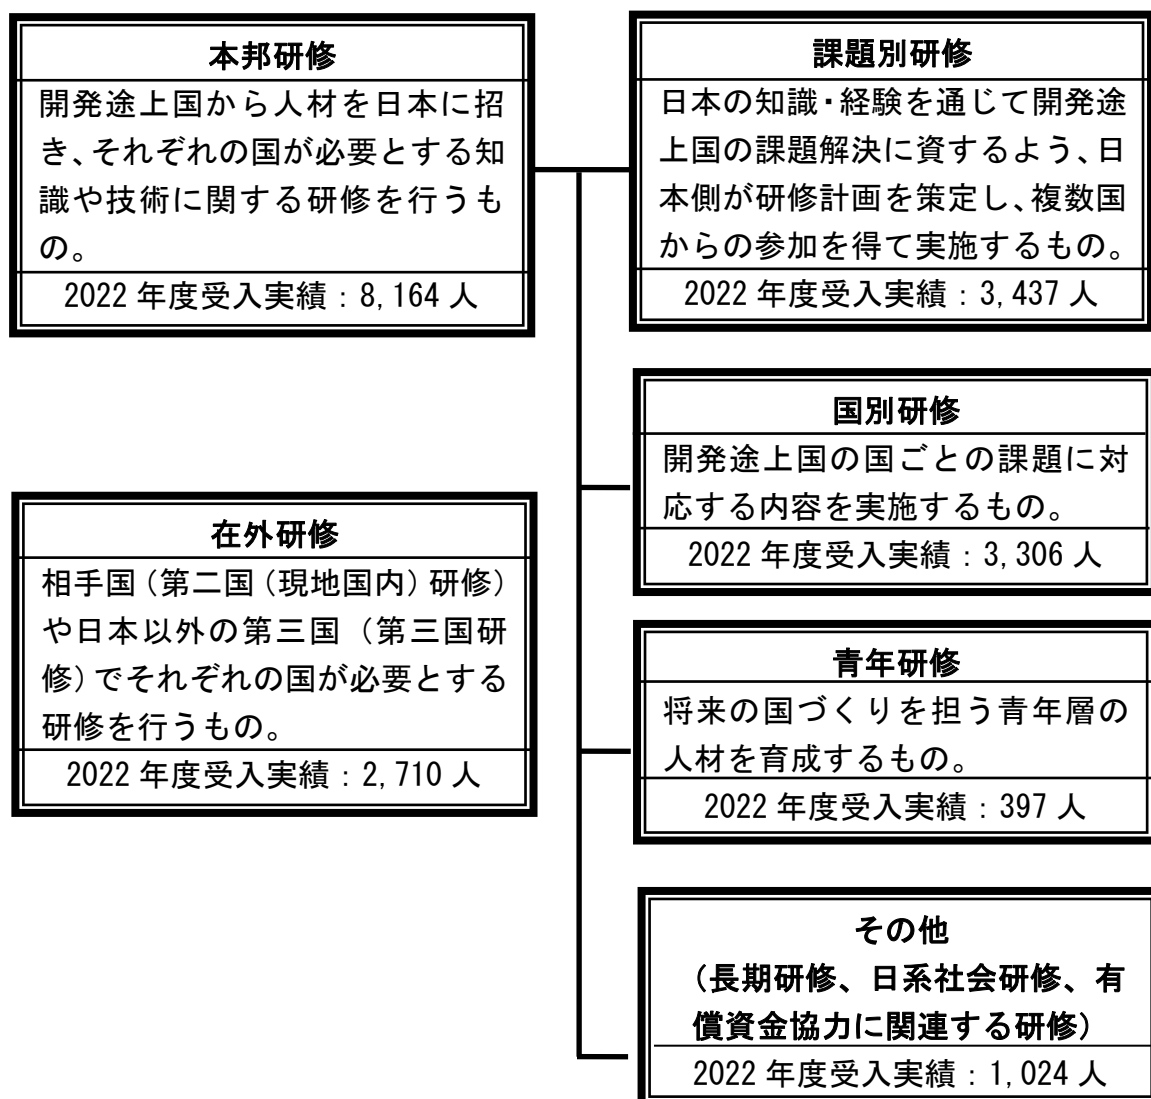 本邦研修
開発途上国から人材を日本に招
き、それぞれの国が必要とする知
識や技術に関する研修を行うも
の。
2022 年度受入実績：8,164 人
在外研修
相手国（第二国（現地国内）研修）
や日本以外の第三国（第三国研
修）でそれぞれの国が必要とする
研修を行うもの。
2022 年度受入実績：2,710 人
課題別研修
日本の知識・経験を通じて開発途
上国の課題解決に資するよう、日
本側が研修計画を策定し、複数国
からの参加を得て実施するもの。
2022 年度受入実績：3,437 人
国別研修
開発途上国の国ごとの課題に対
応する内容を実施するもの。
2022 年度受入実績：3,306 人
青年研修
将来の国づくりを担う青年層の
人材を育成するもの。
2022 年度受入実績：397 人
その他
（長期研修、日系社会研修、有
償資金協力に関連する研修）
2022 年度受入実績：1,024 人